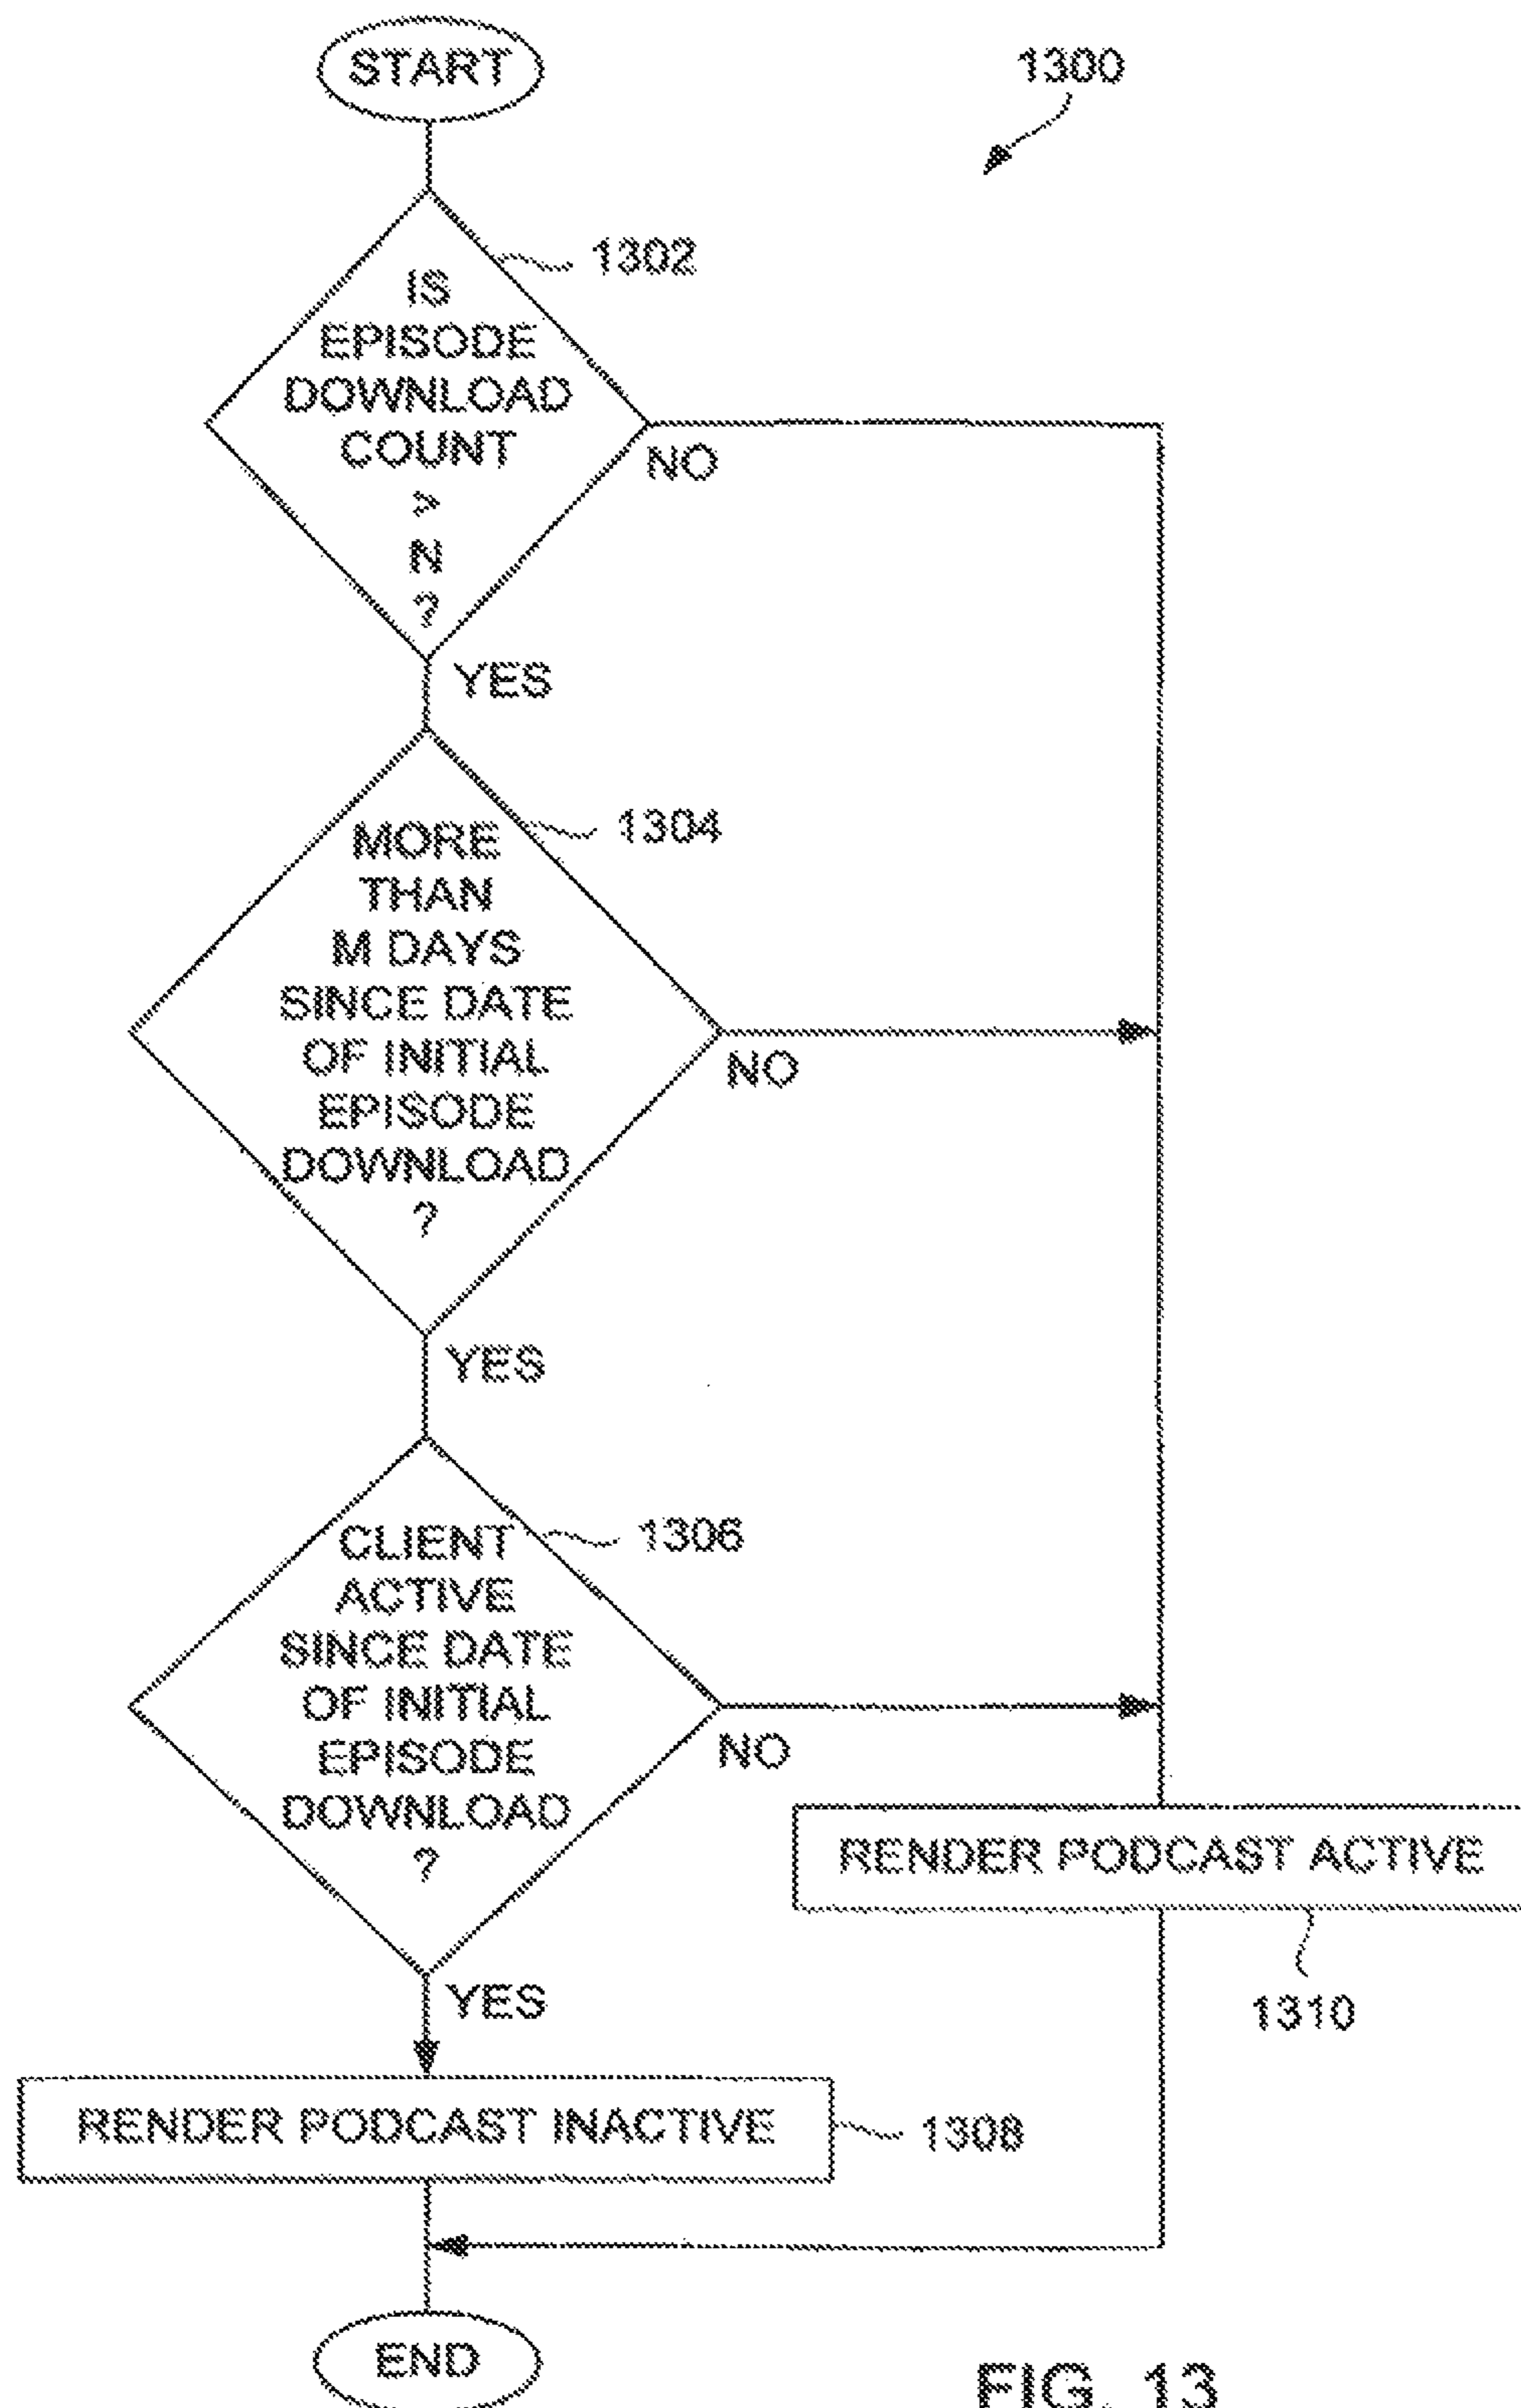 START
1300
1302
IS
EPISODE
DOWNLOAD
COUNT
>
N
?
NO
YES
1304
MORE
THAN
M DAYS
SINCE DATE
OF INITIAL
EPISODE
DOWNLOAD
?
NO
YES
1306
CLIENT
ACTIVE
SINCE DATE
OF INITIAL
EPISODE
DOWNLOAD
?
NO
YES
RENDER PODCAST ACTIVE
1310
RENDER PODCAST INACTIVE
1308
END
FIG. 13